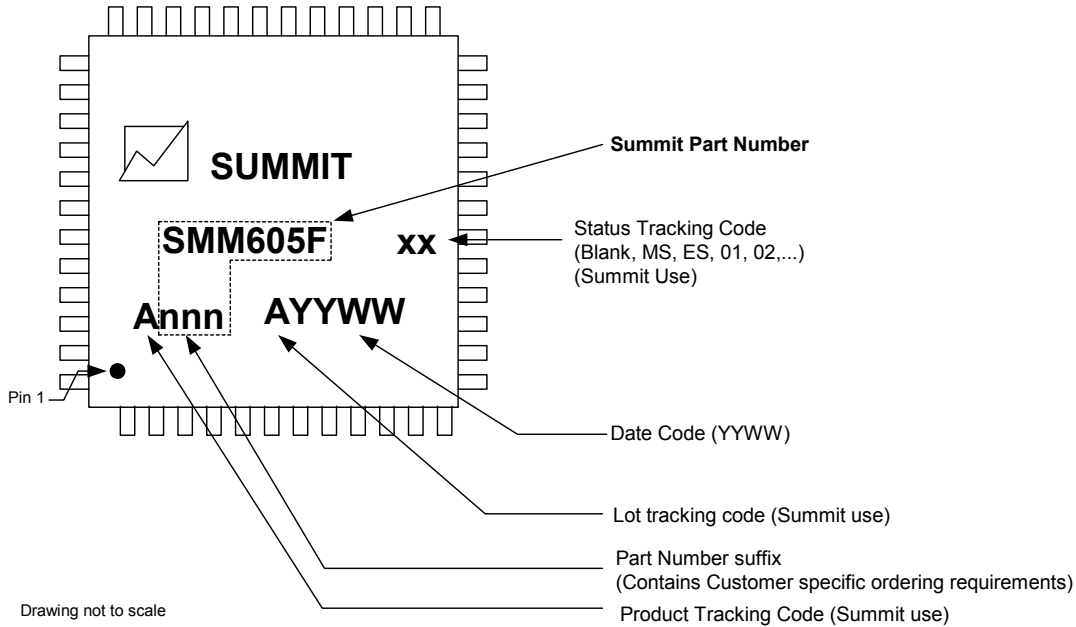 SUMMIT
Summit Part Number
SMM605F
xx
Status Tracking Code
(Blank, MS, ES, 01, 02,...)
(Summit Use)
Annn
AYYWW
Pin 1
Date Code (YYWW)
Lot tracking code (Summit use)
Part Number suffix
(Contains Customer specific ordering requirements)
Drawing not to scale
Product Tracking Code (Summit use)